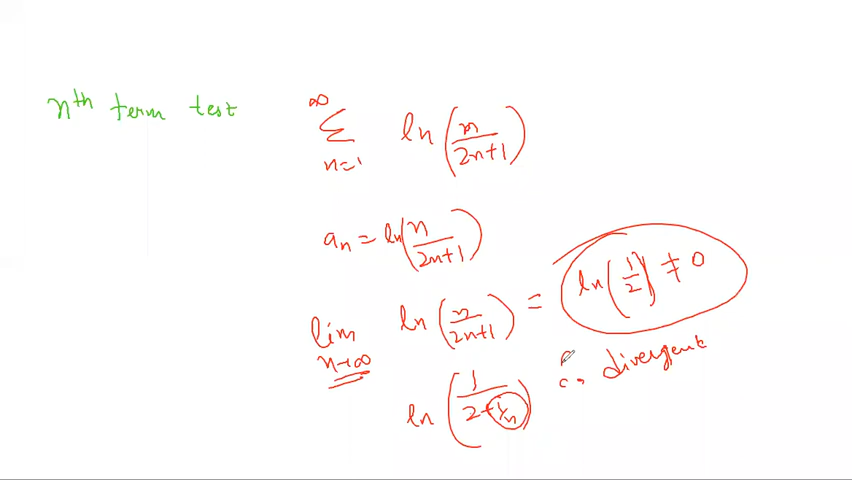 nth term test
∞
∑ ln(n/(2n+1))
n=1
aₙ = ln(n/(2n+1))
lim ln(n/(2n+1)) = ln(1/2) ≠ 0
n→∞
∴ divergent
ln(1/(2+1/n))